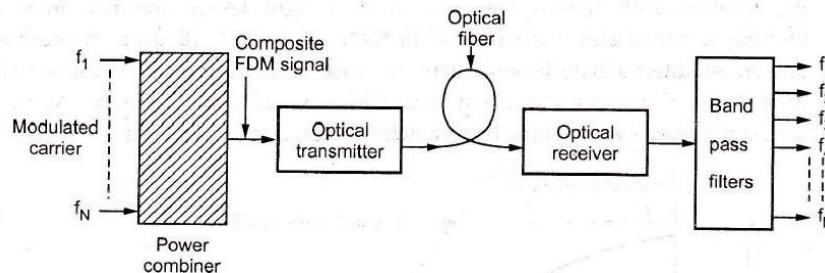 f1
Modulated
carrier
fN
Power
combiner
Composite
FDM signal
Optical
transmitter
Optical
fiber
Optical
receiver
Band
pass
filters
f
f
f
f